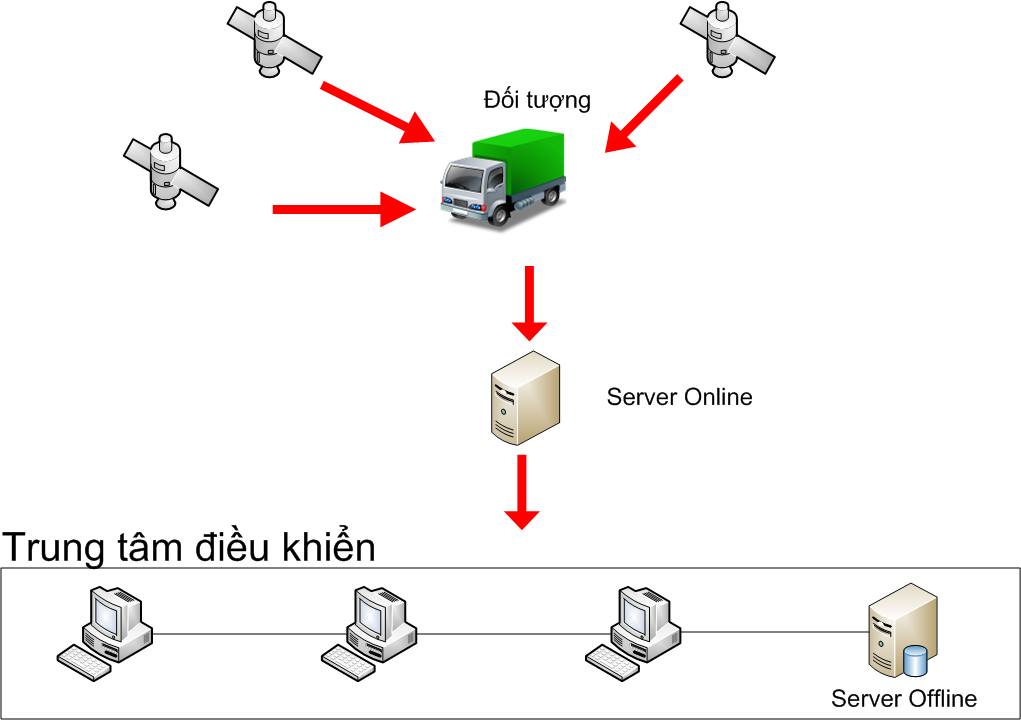 Đối tượng
Server Online
Trung tâm điều khiển
Server Offline